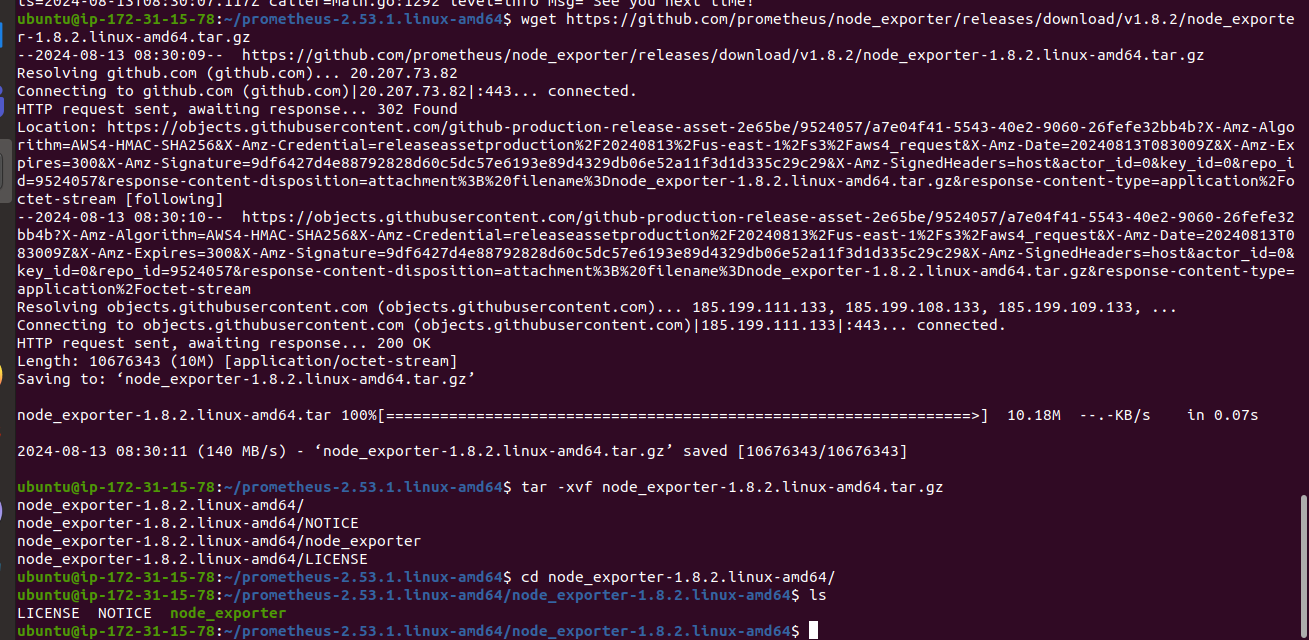 ts=2024-08-13T08:30:07.117Z caller=main.go:1292 level=info msg="See you next time!"
ubuntu@ip-172-31-15-78:~/prometheus-2.53.1.linux-amd64$ wget https://github.com/prometheus/node_exporter/releases/download/v1.8.2/node_exporte
r-1.8.2.linux-amd64.tar.gz
--2024-08-13 08:30:09--  https://github.com/prometheus/node_exporter/releases/download/v1.8.2/node_exporter-1.8.2.linux-amd64.tar.gz
Resolving github.com (github.com)... 20.207.73.82
Connecting to github.com (github.com)|20.207.73.82|:443... connected.
HTTP request sent, awaiting response... 302 Found
Location: https://objects.githubusercontent.com/github-production-release-asset-2e65be/9524057/a7e04f41-5543-40e2-9060-26fefe32bb4b?X-Amz-Algo
rithm=AWS4-HMAC-SHA256&X-Amz-Credential=releaseassetproduction%2F20240813%2Fus-east-1%2Fs3%2Faws4_request&X-Amz-Date=20240813T083009Z&X-Amz-Ex
pires=300&X-Amz-Signature=9df6427d4e88792828d60c5dc57e6193e89d4329db06e52a11f3d1d335c29c29&X-Amz-SignedHeaders=host&actor_id=0&key_id=0&repo_i
d=9524057&response-content-disposition=attachment%3B%20filename%3Dnode_exporter-1.8.2.linux-amd64.tar.gz&response-content-type=application%2Fo
ctet-stream [following]
--2024-08-13 08:30:10--  https://objects.githubusercontent.com/github-production-release-asset-2e65be/9524057/a7e04f41-5543-40e2-9060-26fefe32
bb4b?X-Amz-Algorithm=AWS4-HMAC-SHA256&X-Amz-Credential=releaseassetproduction%2F20240813%2Fus-east-1%2Fs3%2Faws4_request&X-Amz-Date=20240813T0
83009Z&X-Amz-Expires=300&X-Amz-Signature=9df6427d4e88792828d60c5dc57e6193e89d4329db06e52a11f3d1d335c29c29&X-Amz-SignedHeaders=host&actor_id=0&
key_id=0&repo_id=9524057&response-content-disposition=attachment%3B%20filename%3Dnode_exporter-1.8.2.linux-amd64.tar.gz&response-content-type=
application%2Foctet-stream
Resolving objects.githubusercontent.com (objects.githubusercontent.com)... 185.199.111.133, 185.199.108.133, 185.199.109.133, ...
Connecting to objects.githubusercontent.com (objects.githubusercontent.com)|185.199.111.133|:443... connected.
HTTP request sent, awaiting response... 200 OK
Length: 10676343 (10M) [application/octet-stream]
Saving to: ‘node_exporter-1.8.2.linux-amd64.tar.gz’
node_exporter-1.8.2.linux-amd64.tar 100%[=================================================================>]  10.18M  --.-KB/s    in 0.07s
2024-08-13 08:30:11 (140 MB/s) - ‘node_exporter-1.8.2.linux-amd64.tar.gz’ saved [10676343/10676343]
ubuntu@ip-172-31-15-78:~/prometheus-2.53.1.linux-amd64$ tar -xvf node_exporter-1.8.2.linux-amd64.tar.gz
node_exporter-1.8.2.linux-amd64/
node_exporter-1.8.2.linux-amd64/NOTICE
node_exporter-1.8.2.linux-amd64/node_exporter
node_exporter-1.8.2.linux-amd64/LICENSE
ubuntu@ip-172-31-15-78:~/prometheus-2.53.1.linux-amd64$ cd node_exporter-1.8.2.linux-amd64/
ubuntu@ip-172-31-15-78:~/prometheus-2.53.1.linux-amd64/node_exporter-1.8.2.linux-amd64$ ls
LICENSE  NOTICE  node_exporter
ubuntu@ip-172-31-15-78:~/prometheus-2.53.1.linux-amd64/node_exporter-1.8.2.linux-amd64$